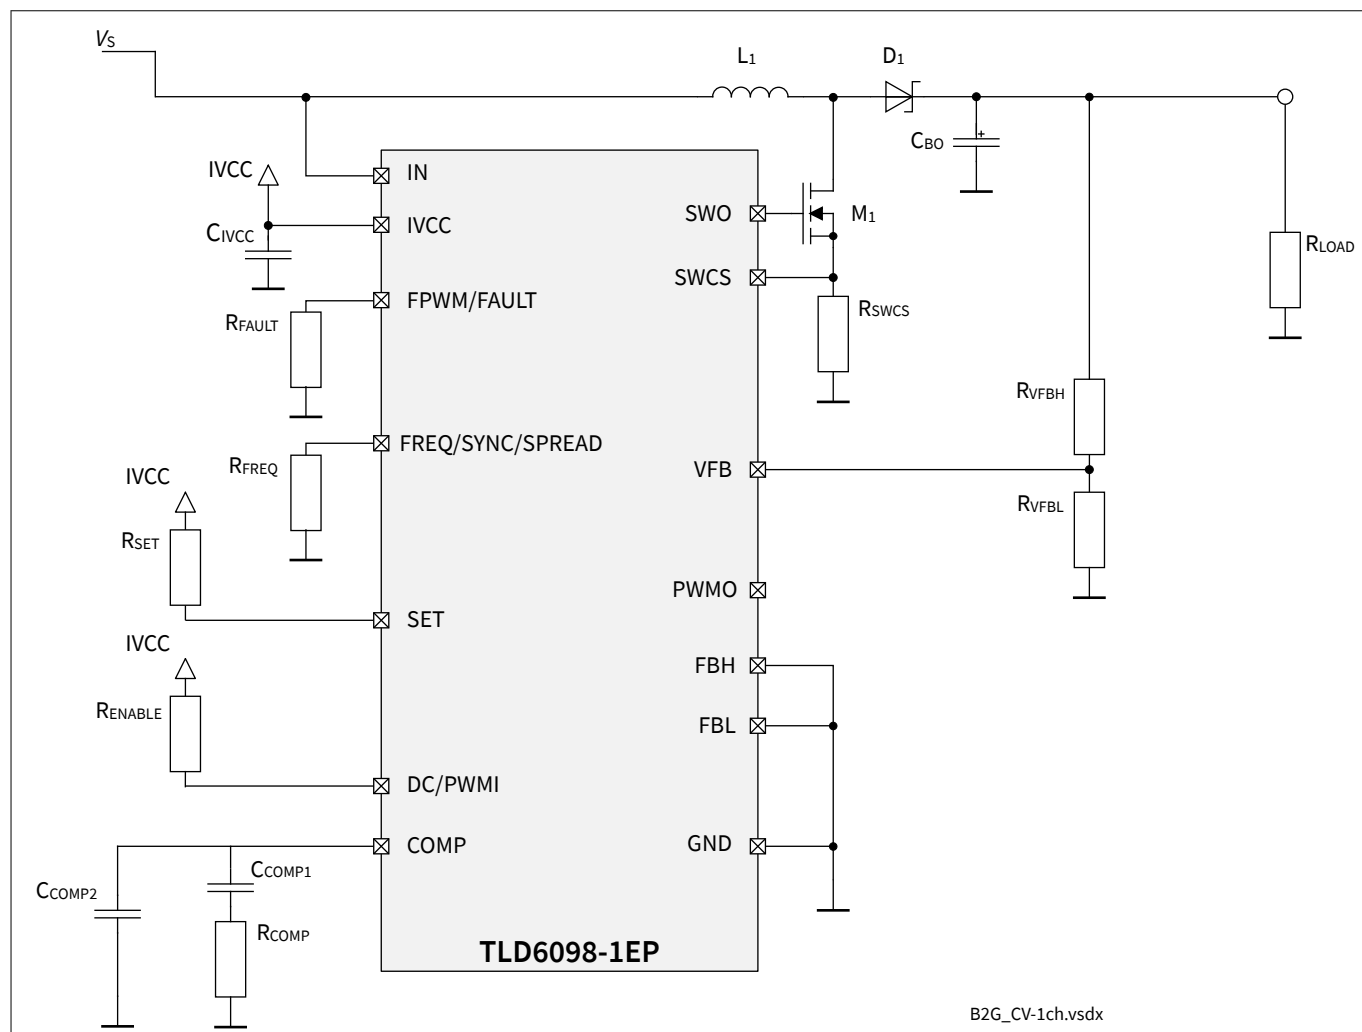 VS
L1
D1
CBO
+
IVCC
IN
SWO
M1
CIVCC
IVCC
RLOAD
SWCS
FPWM/FAULT
RSWCS
RFAULT
RVFBH
FREQ/SYNC/SPREAD
RFREQ
VFB
IVCC
RVFBL
RSET
PWMO
SET
IVCC
FBH
RENABLE
FBL
DC/PWMI
COMP
GND
CCOMP1
CCOMP2
RCOMP
TLD6098-1EP
B2G_CV-1ch.vsdx